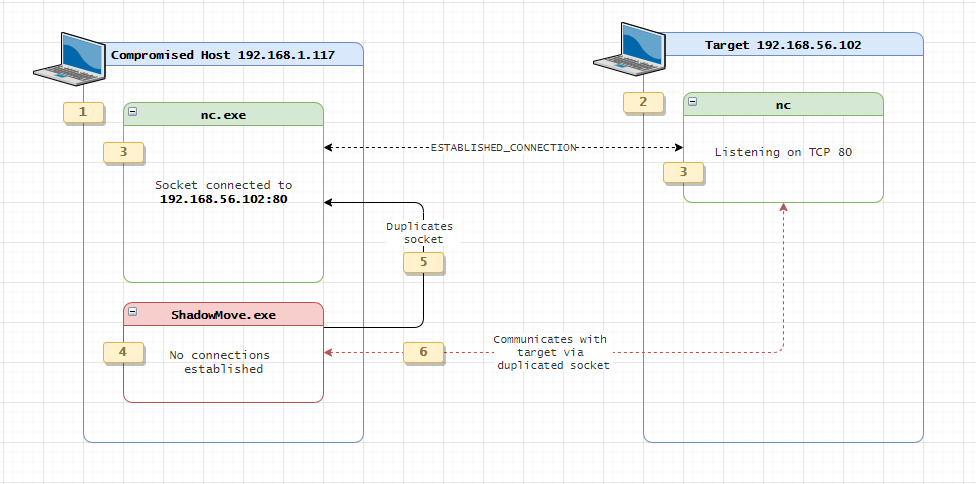 Compromised Host 192.168.1.117
Target 192.168.56.102
1
2
nc.exe
nc
3
ESTABLISHED_CONNECTION
Listening on TCP 80
3
Socket connected to
192.168.56.102:80
Duplicates
socket
5
ShadowMove.exe
4
No connections
established
6
Communicates with
target via
duplicated socket